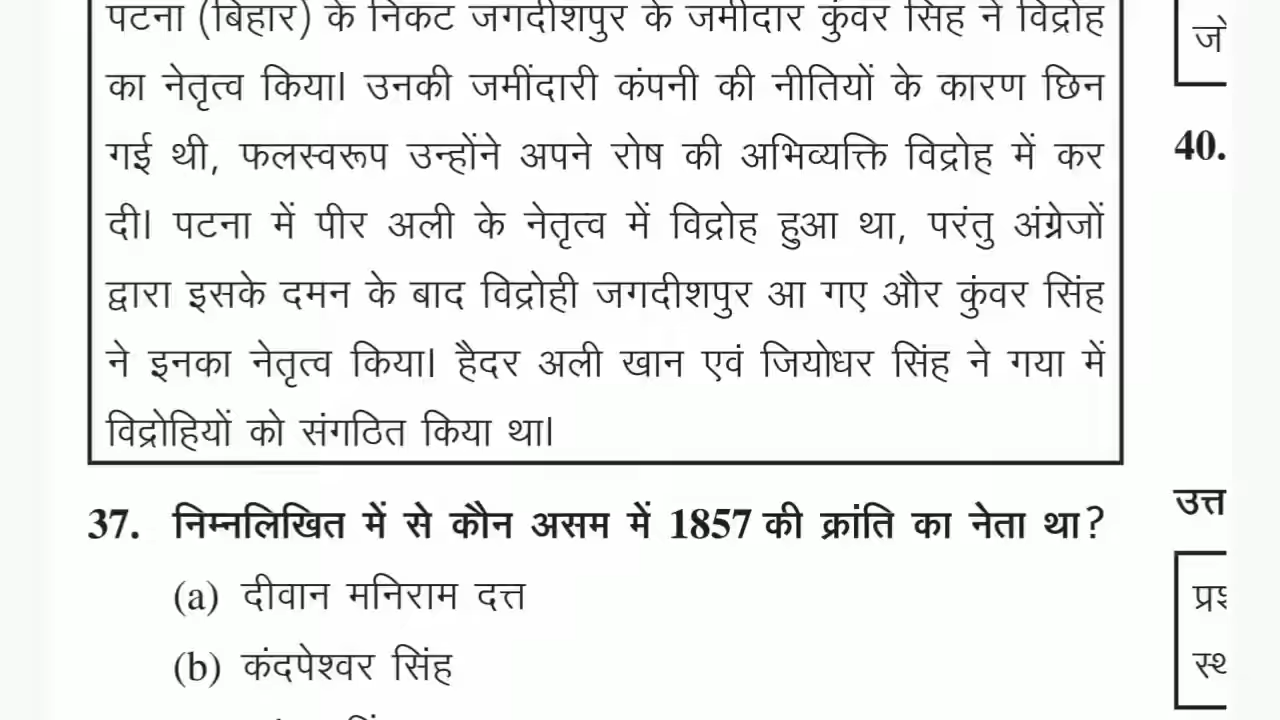 पटना (बिहार) के निकट जगदीशपुर के जमींदार कुंवर सिंह ने विद्रोह
का नेतृत्व किया। उनकी जमींदारी कंपनी की नीतियों के कारण छिन
गई थी, फलस्वरूप उन्होंने अपने रोष की अभिव्यक्ति विद्रोह में कर
दी। पटना में पीर अली के नेतृत्व में विद्रोह हुआ था, परंतु अंग्रेजों
द्वारा इसके दमन के बाद विद्रोही जगदीशपुर आ गए और कुंवर सिंह
ने इनका नेतृत्व किया। हैदर अली खान एवं जियोधर सिंह ने गया में
विद्रोहियों को संगठित किया था।
37. निम्नलिखित में से कौन असम में 1857 की क्रांति का नेता था?
(a) दीवान मनिराम दत्त
(b) कंदपेश्वर सिंह
जो
40.
उत्त